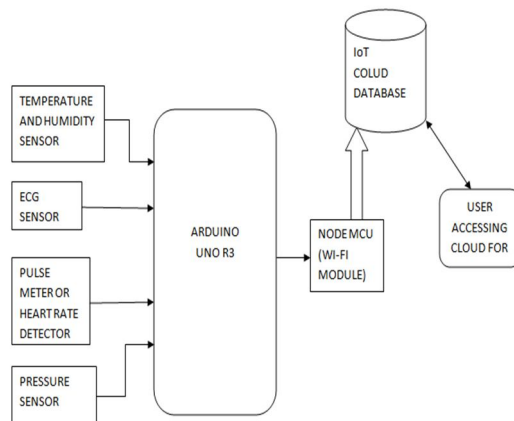 IoT
COLUD
DATABASE
TEMPERATURE
AND HUMIDITY
SENSOR
ECG
SENSOR
PULSE
METER OR
HEART RATE
DETECTOR
PRESSURE
SENSOR
ARDUINO
UNO R3
NODE MCU
(WI-FI
MODULE)
USER
ACCESSING
CLOUD FOR